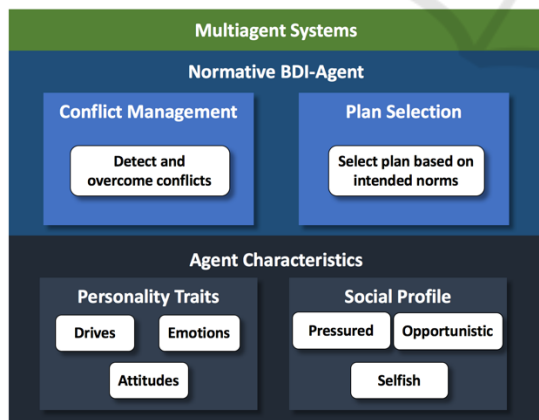 Multiagent Systems
Normative BDI-Agent
Conflict Management
Detect and
overcome conflicts
Plan Selection
Select plan based on
intended norms
Agent Characteristics
Personality Traits
Drives
Emotions
Attitudes
Social Profile
Pressured
Opportunistic
Selfish